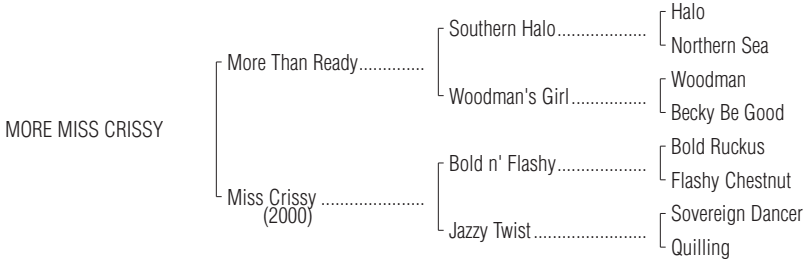 Halo
Southern Halo...................
Northern Sea
More Than Ready..............
Woodman
Woodman's Girl................
Becky Be Good
MORE MISS CRISSY
Bold Ruckus
Bold n' Flashy...................
Flashy Chestnut
Miss Crissy ......................
(2000)
Sovereign Dancer
Jazzy Twist........................
Quilling